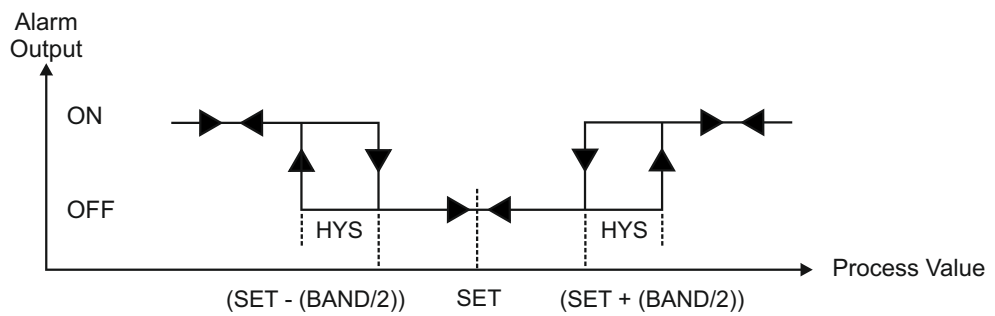 Alarm
Output
ON
OFF
HYS
HYS
Process Value
(SET - (BAND/2))
SET
(SET + (BAND/2))